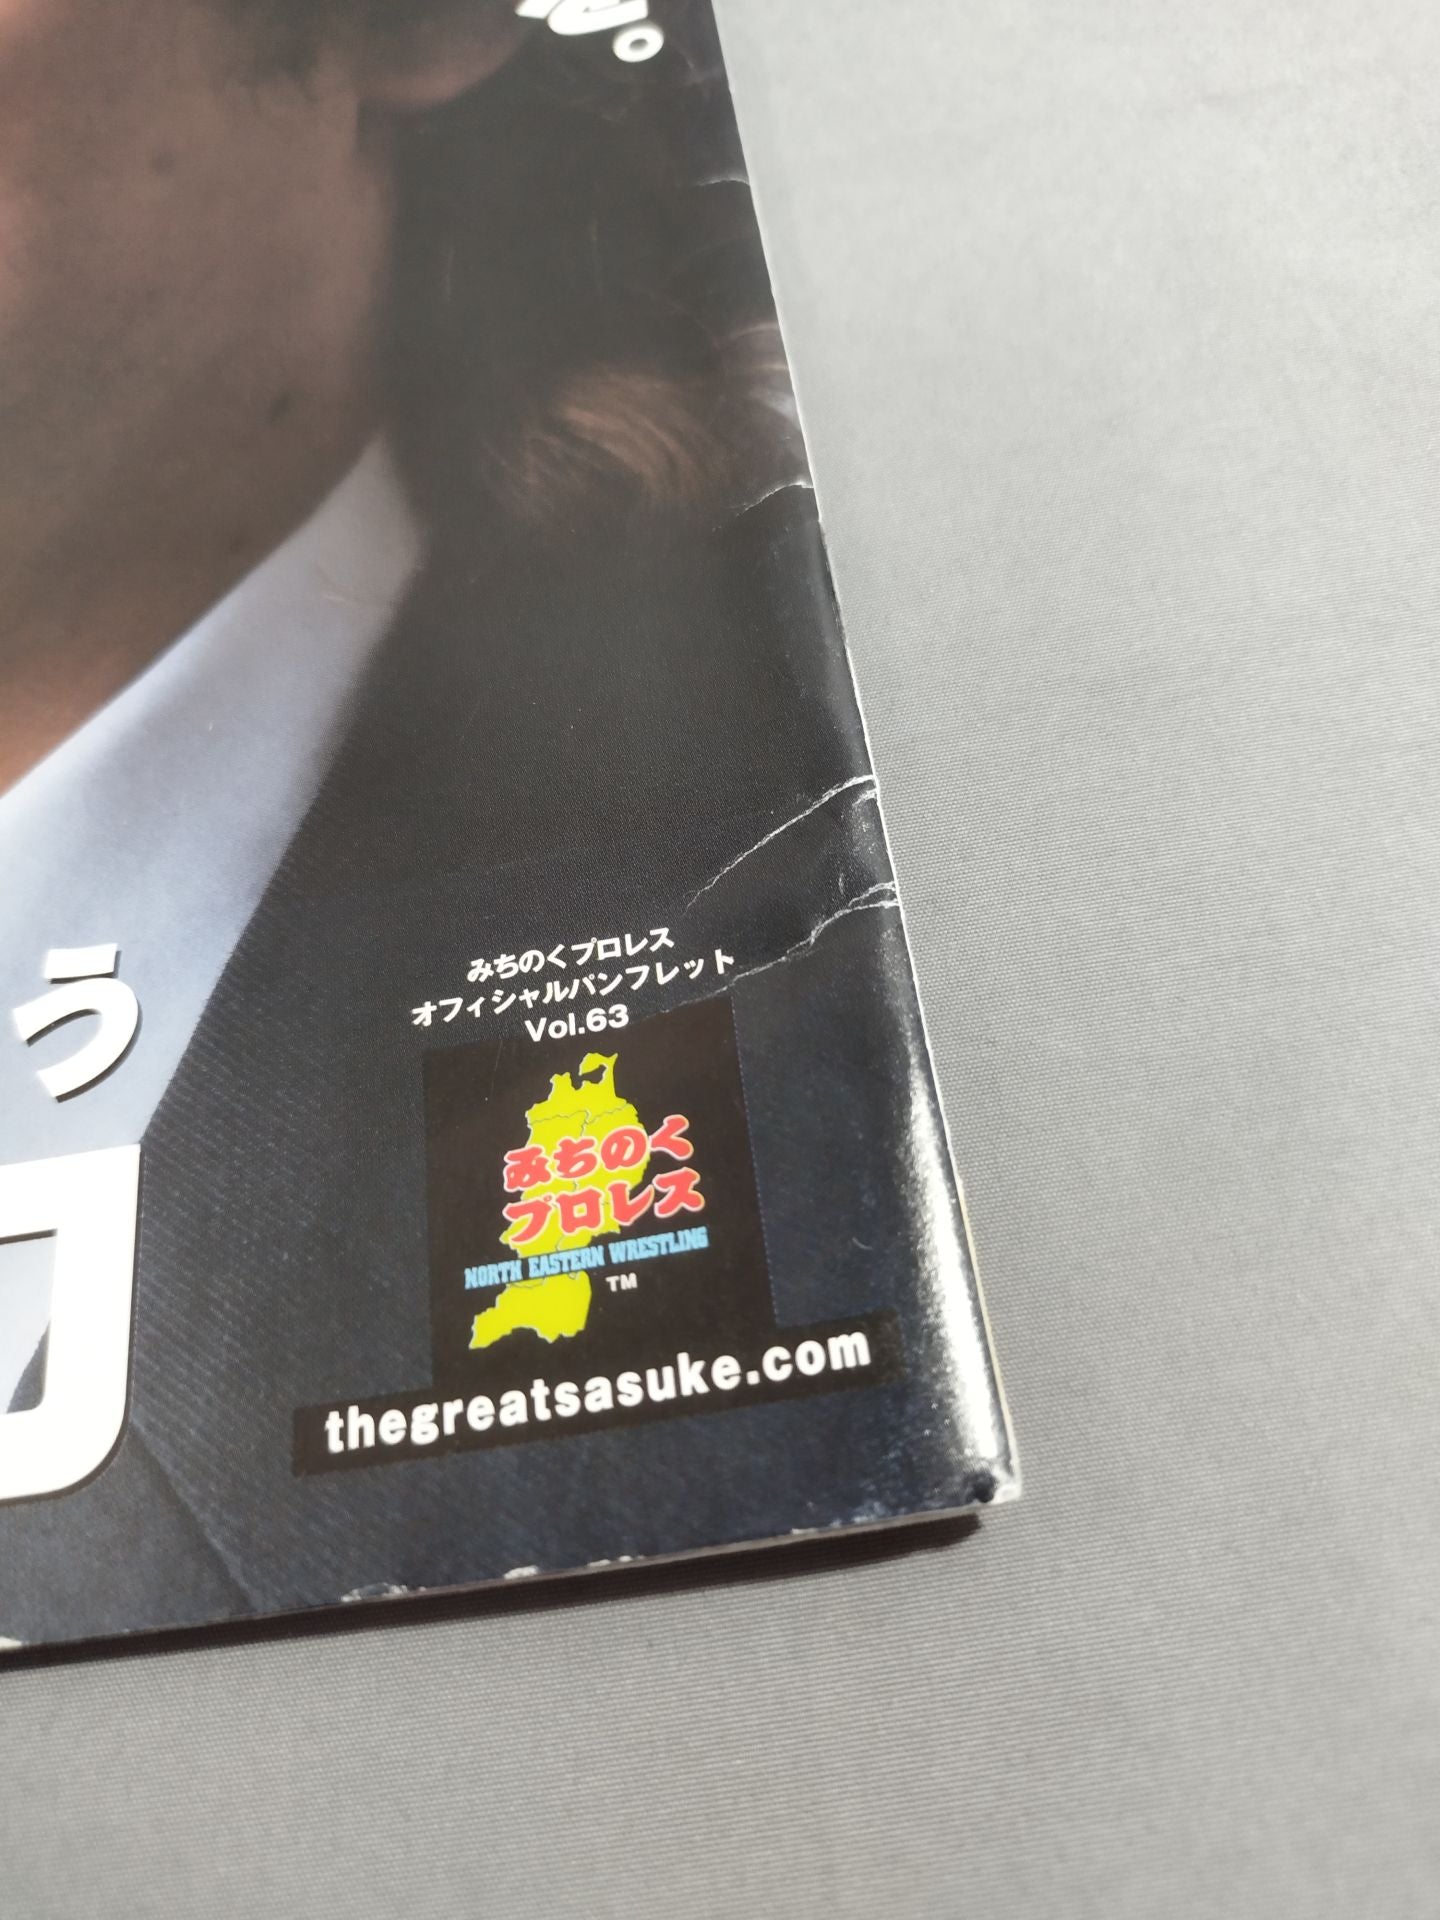 う
みちのくプロレス
オフィシャルパンフレット
Vol.63
みちのく
プロレス
NORTH EASTERN WRESTLING
TM
thegreatsasuke.com